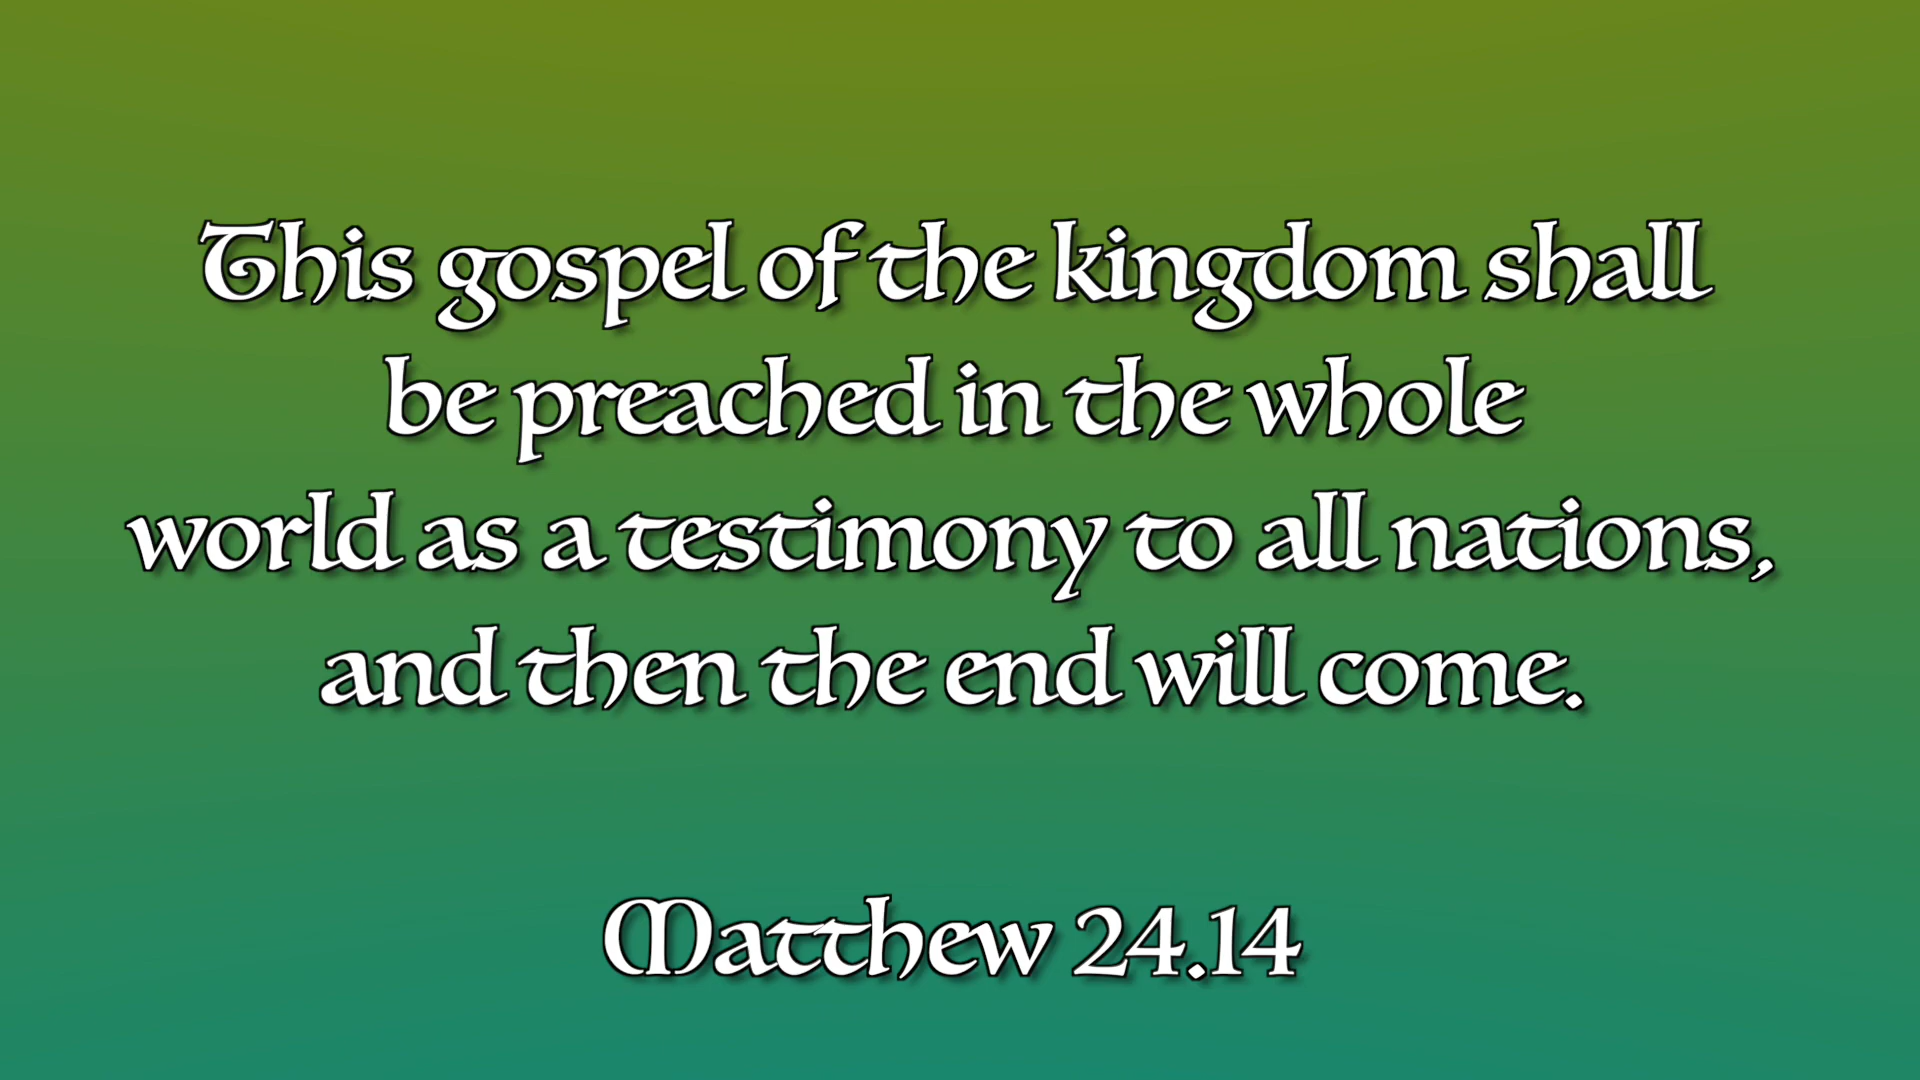 This gospel of the kingdom shall
be preached in the whole
world as a testimony to all nations,
and then the end will come.
Matthew 24.14